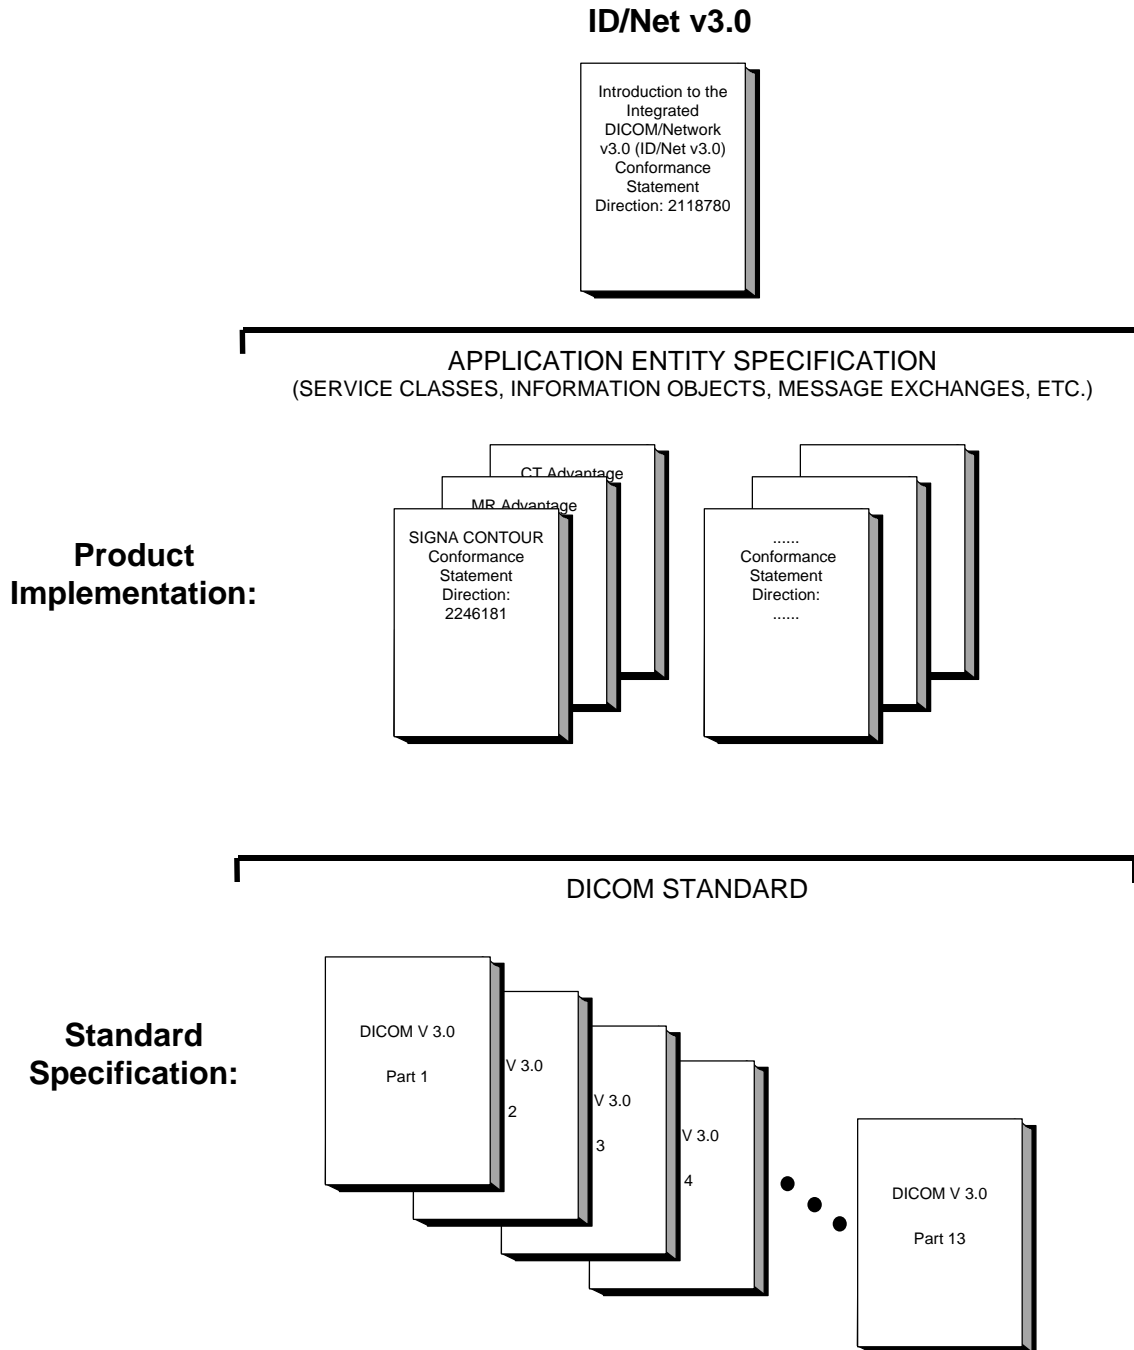 ID/Net v3.0
Introduction to the
Integrated
DICOM/Network
v3.0 (ID/Net v3.0)
Conformance
Statement
Direction: 2118780
APPLICATION ENTITY SPECIFICATION
(SERVICE CLASSES, INFORMATION OBJECTS, MESSAGE EXCHANGES, ETC.)
Product
Implementation:
CT Advantage
MR Advantage
SIGNA CONTOUR
Conformance
Statement
Direction:
2246181
......
Conformance
Statement
Direction:
......
DICOM STANDARD
Standard
Specification:
DICOM V 3.0
Part 1
V 3.0
2
V 3.0
3
V 3.0
4
DICOM V 3.0
Part 13